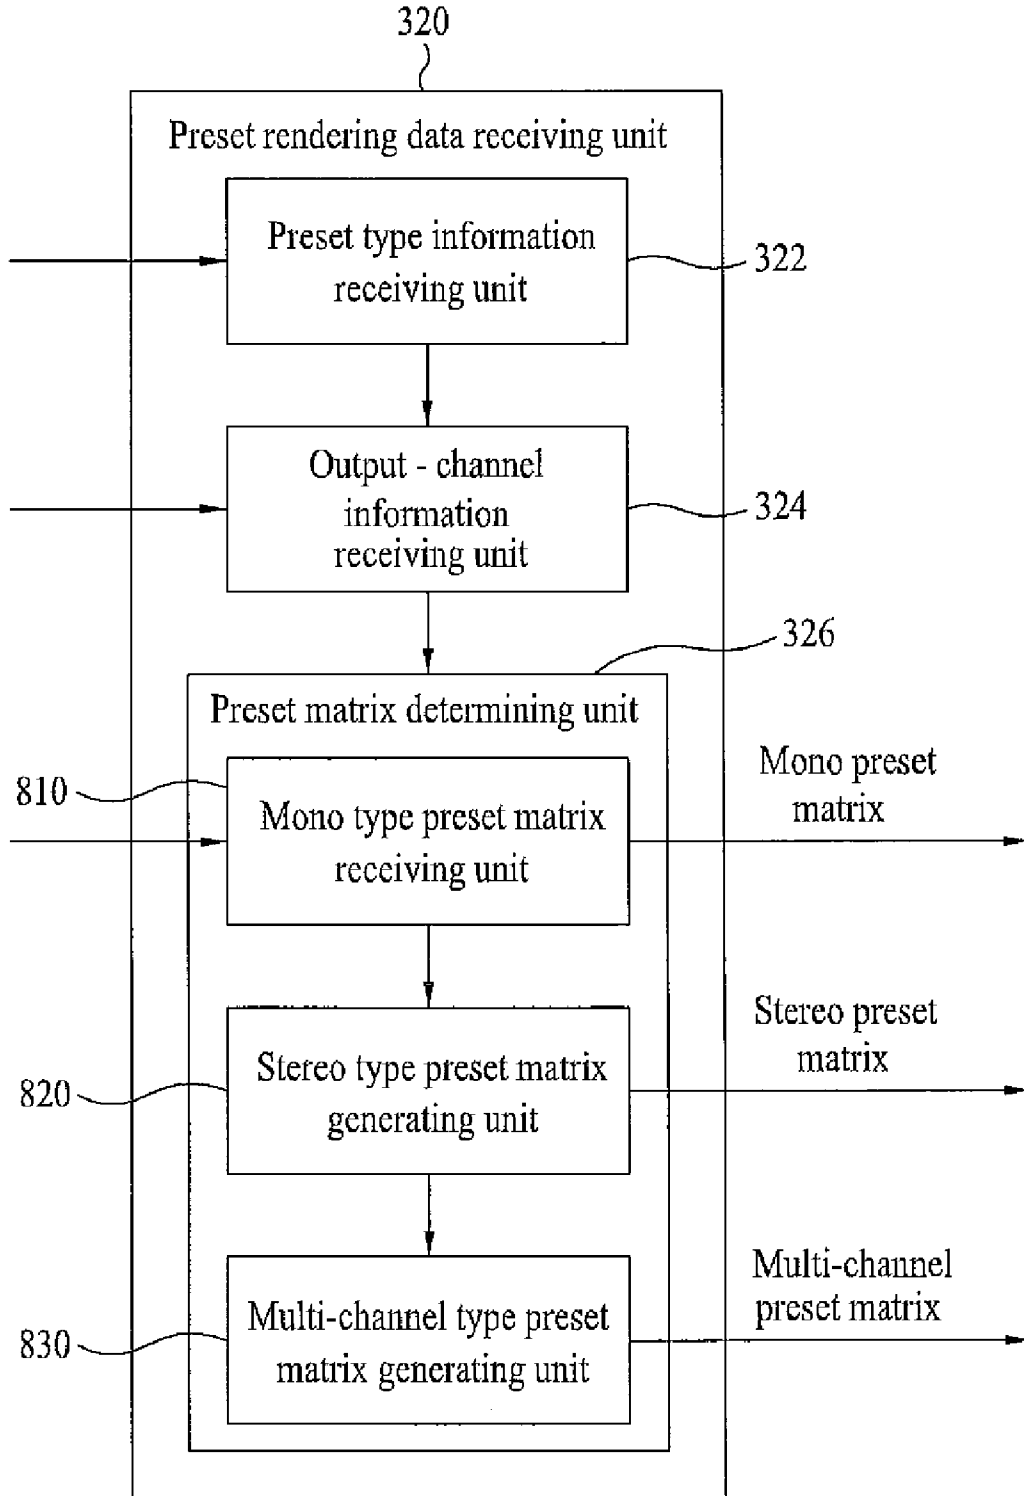 320
Preset rendering data receiving unit
Preset type information
receiving unit
322
Output - channel
information
receiving unit
324
326
Preset matrix determining unit
810
Mono type preset matrix
receiving unit
Mono preset
matrix
820
Stereo type preset matrix
generating unit
Stereo preset
matrix
830
Multi-channel type preset
matrix generating unit
Multi-channel
preset matrix